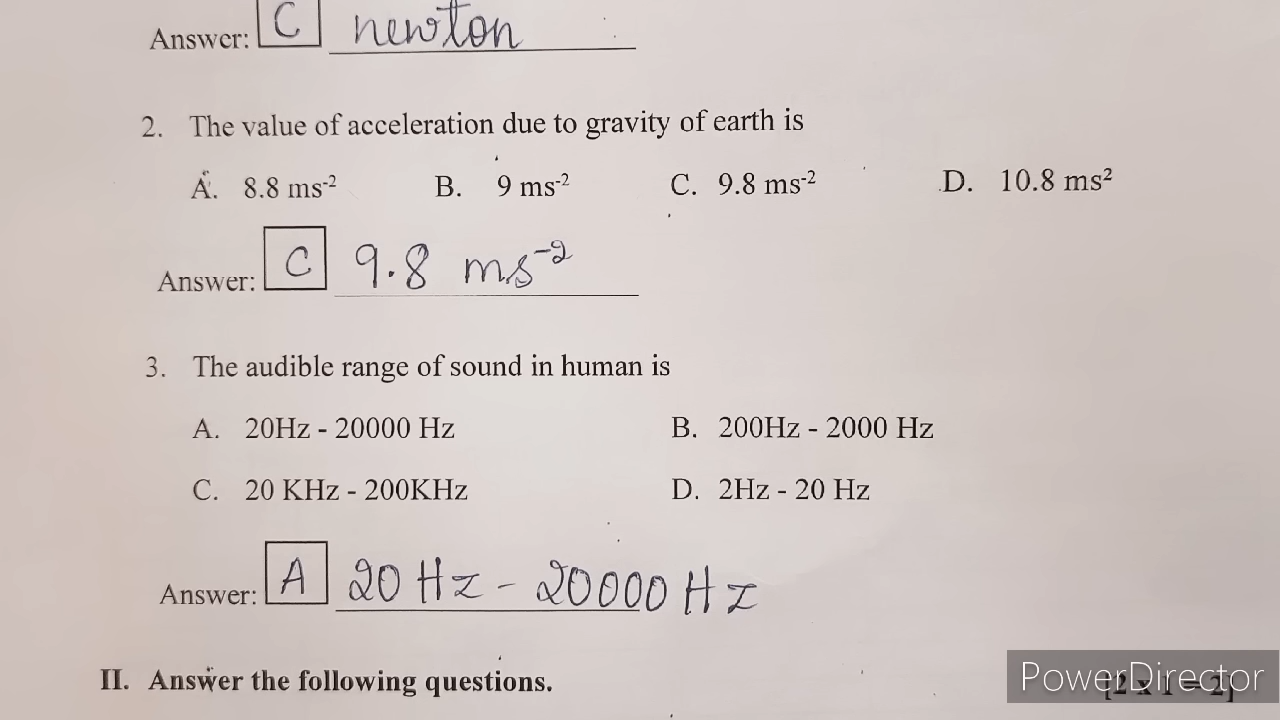 Answer: C newton
2. The value of acceleration due to gravity of earth is
A. 8.8 ms⁻² B. 9 ms⁻² C. 9.8 ms⁻² D. 10.8 ms²
Answer: C 9.8 ms⁻²
3. The audible range of sound in human is
A. 20Hz - 20000 Hz B. 200Hz - 2000 Hz
C. 20 KHz - 200KHz D. 2Hz - 20 Hz
Answer: A 20 Hz - 20000 Hz
II. Answer the following questions. [2 x 1 = 2]
PowerDirector